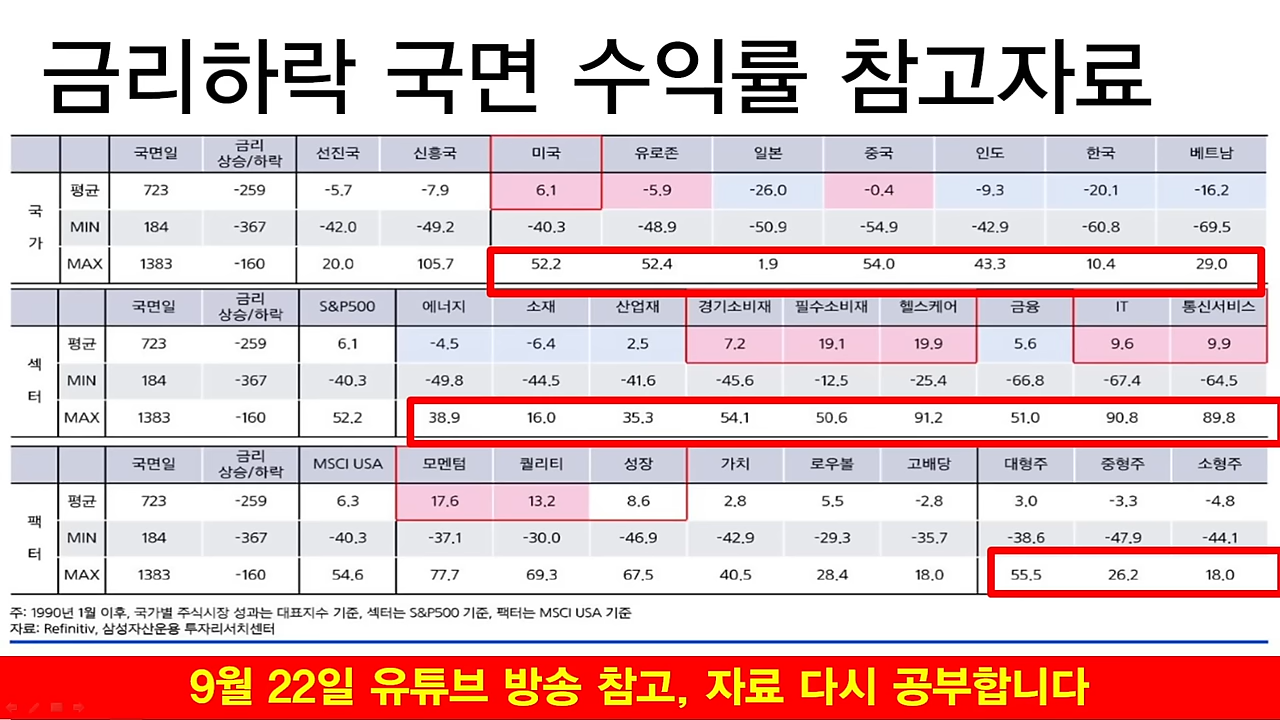 금리하락 국면 수익률 참고자료
국면일 금리 상승/하락 선진국 신흥국 미국 유로존 일본 중국 인도 한국 베트남
국가
평균 723 -259 -5.7 -7.9 6.1 -5.9 -26.0 -0.4 -9.3 -20.1 -16.2
MIN 184 -367 -42.0 -49.2 -40.3 -48.9 -50.9 -54.9 -42.9 -60.8 -69.5
MAX 1383 -160 20.0 105.7 52.2 52.4 1.9 54.0 43.3 10.4 29.0
국면일 금리 상승/하락 S&P500 에너지 소재 산업재 경기소비재 필수소비재 헬스케어 금융 IT 통신서비스
섹터
평균 723 -259 6.1 -4.5 -6.4 2.5 7.2 19.1 19.9 5.6 9.6 9.9
MIN 184 -367 -40.3 -49.8 -44.5 -41.6 -45.6 -12.5 -25.4 -66.8 -67.4 -64.5
MAX 1383 -160 52.2 38.9 16.0 35.3 54.1 50.6 91.2 51.0 90.8 89.8
국면일 금리 상승/하락 MSCI USA 모멘텀 퀄리티 성장 가치 로우볼 고배당 대형주 중형주 소형주
팩터
평균 723 -259 6.3 17.6 13.2 8.6 2.8 5.5 -2.8 3.0 -3.3 -4.8
MIN 184 -367 -40.3 -37.1 -30.0 -46.9 -42.9 -29.3 -35.7 -38.6 -47.9 -44.1
MAX 1383 -160 54.6 77.7 69.3 67.5 40.5 28.4 18.0 55.5 26.2 18.0
주: 1990년 1월 이후, 국가별 주식시장 성과는 대표지수 기준, 섹터는 S&P500 기준, 팩터는 MSCI USA 기준
자료: Refinitiv, 삼성자산운용 투자리서치센터
9월 22일 유튜브 방송 참고, 자료 다시 공부합니다